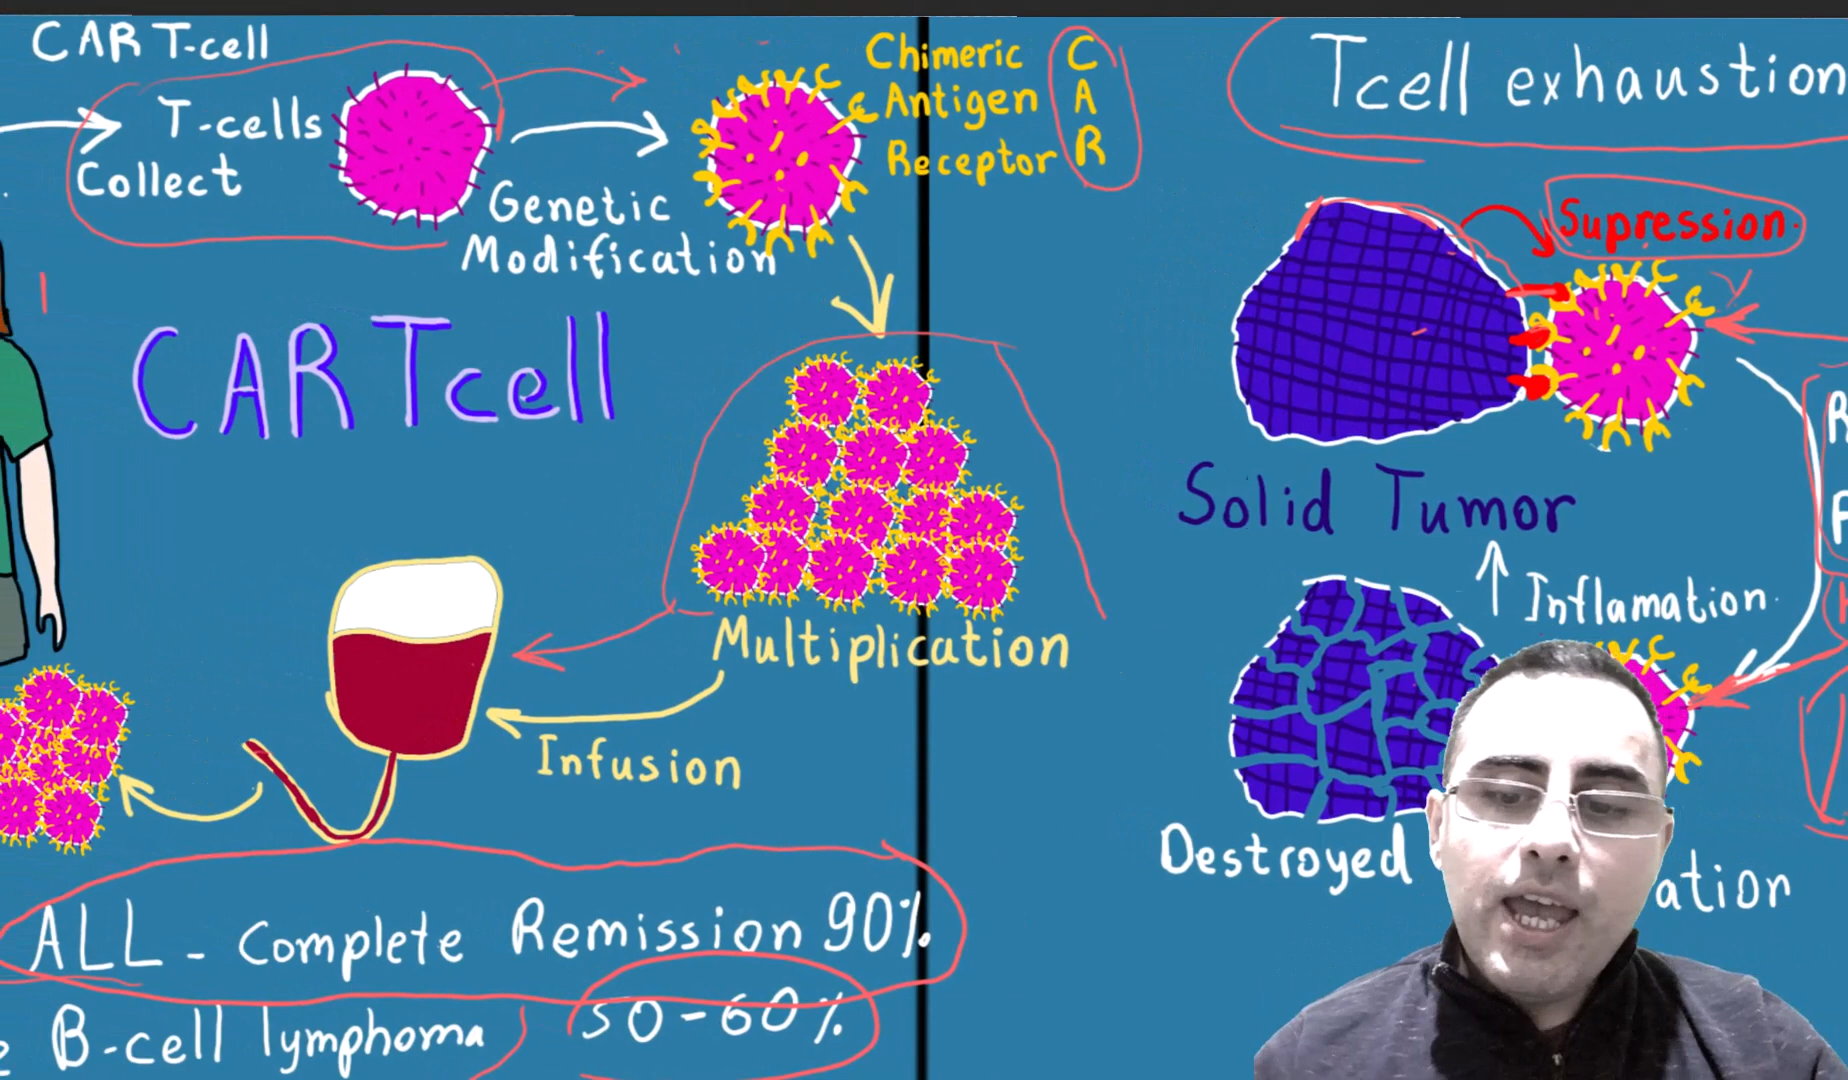 CAR T-cell
T-cells
Collect
Genetic
Modification
Chimeric C
Antigen A
Receptor R
CAR Tcell
Multiplication
Infusion
ALL - complete Remission 90%.
B-cell lymphoma 50-60%
Tcell exhaustion
Supression.
Solid Tumor
Inflamation.
Destroyed